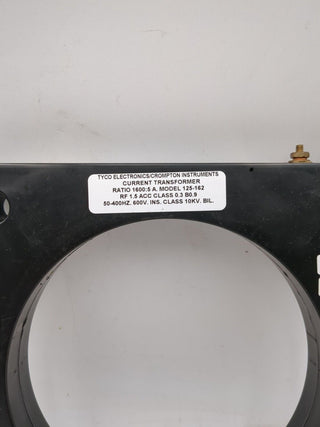 TYCO ELECTRONICS/CROMPTON INSTRUMENTS
CURRENT TRANSFORMER
RATIO 1600:5 A. MODEL 125-162
RF 1.5 ACC CLASS 0.3 B0.9
50-400HZ. 600V. INS. CLASS 10KV. BIL.